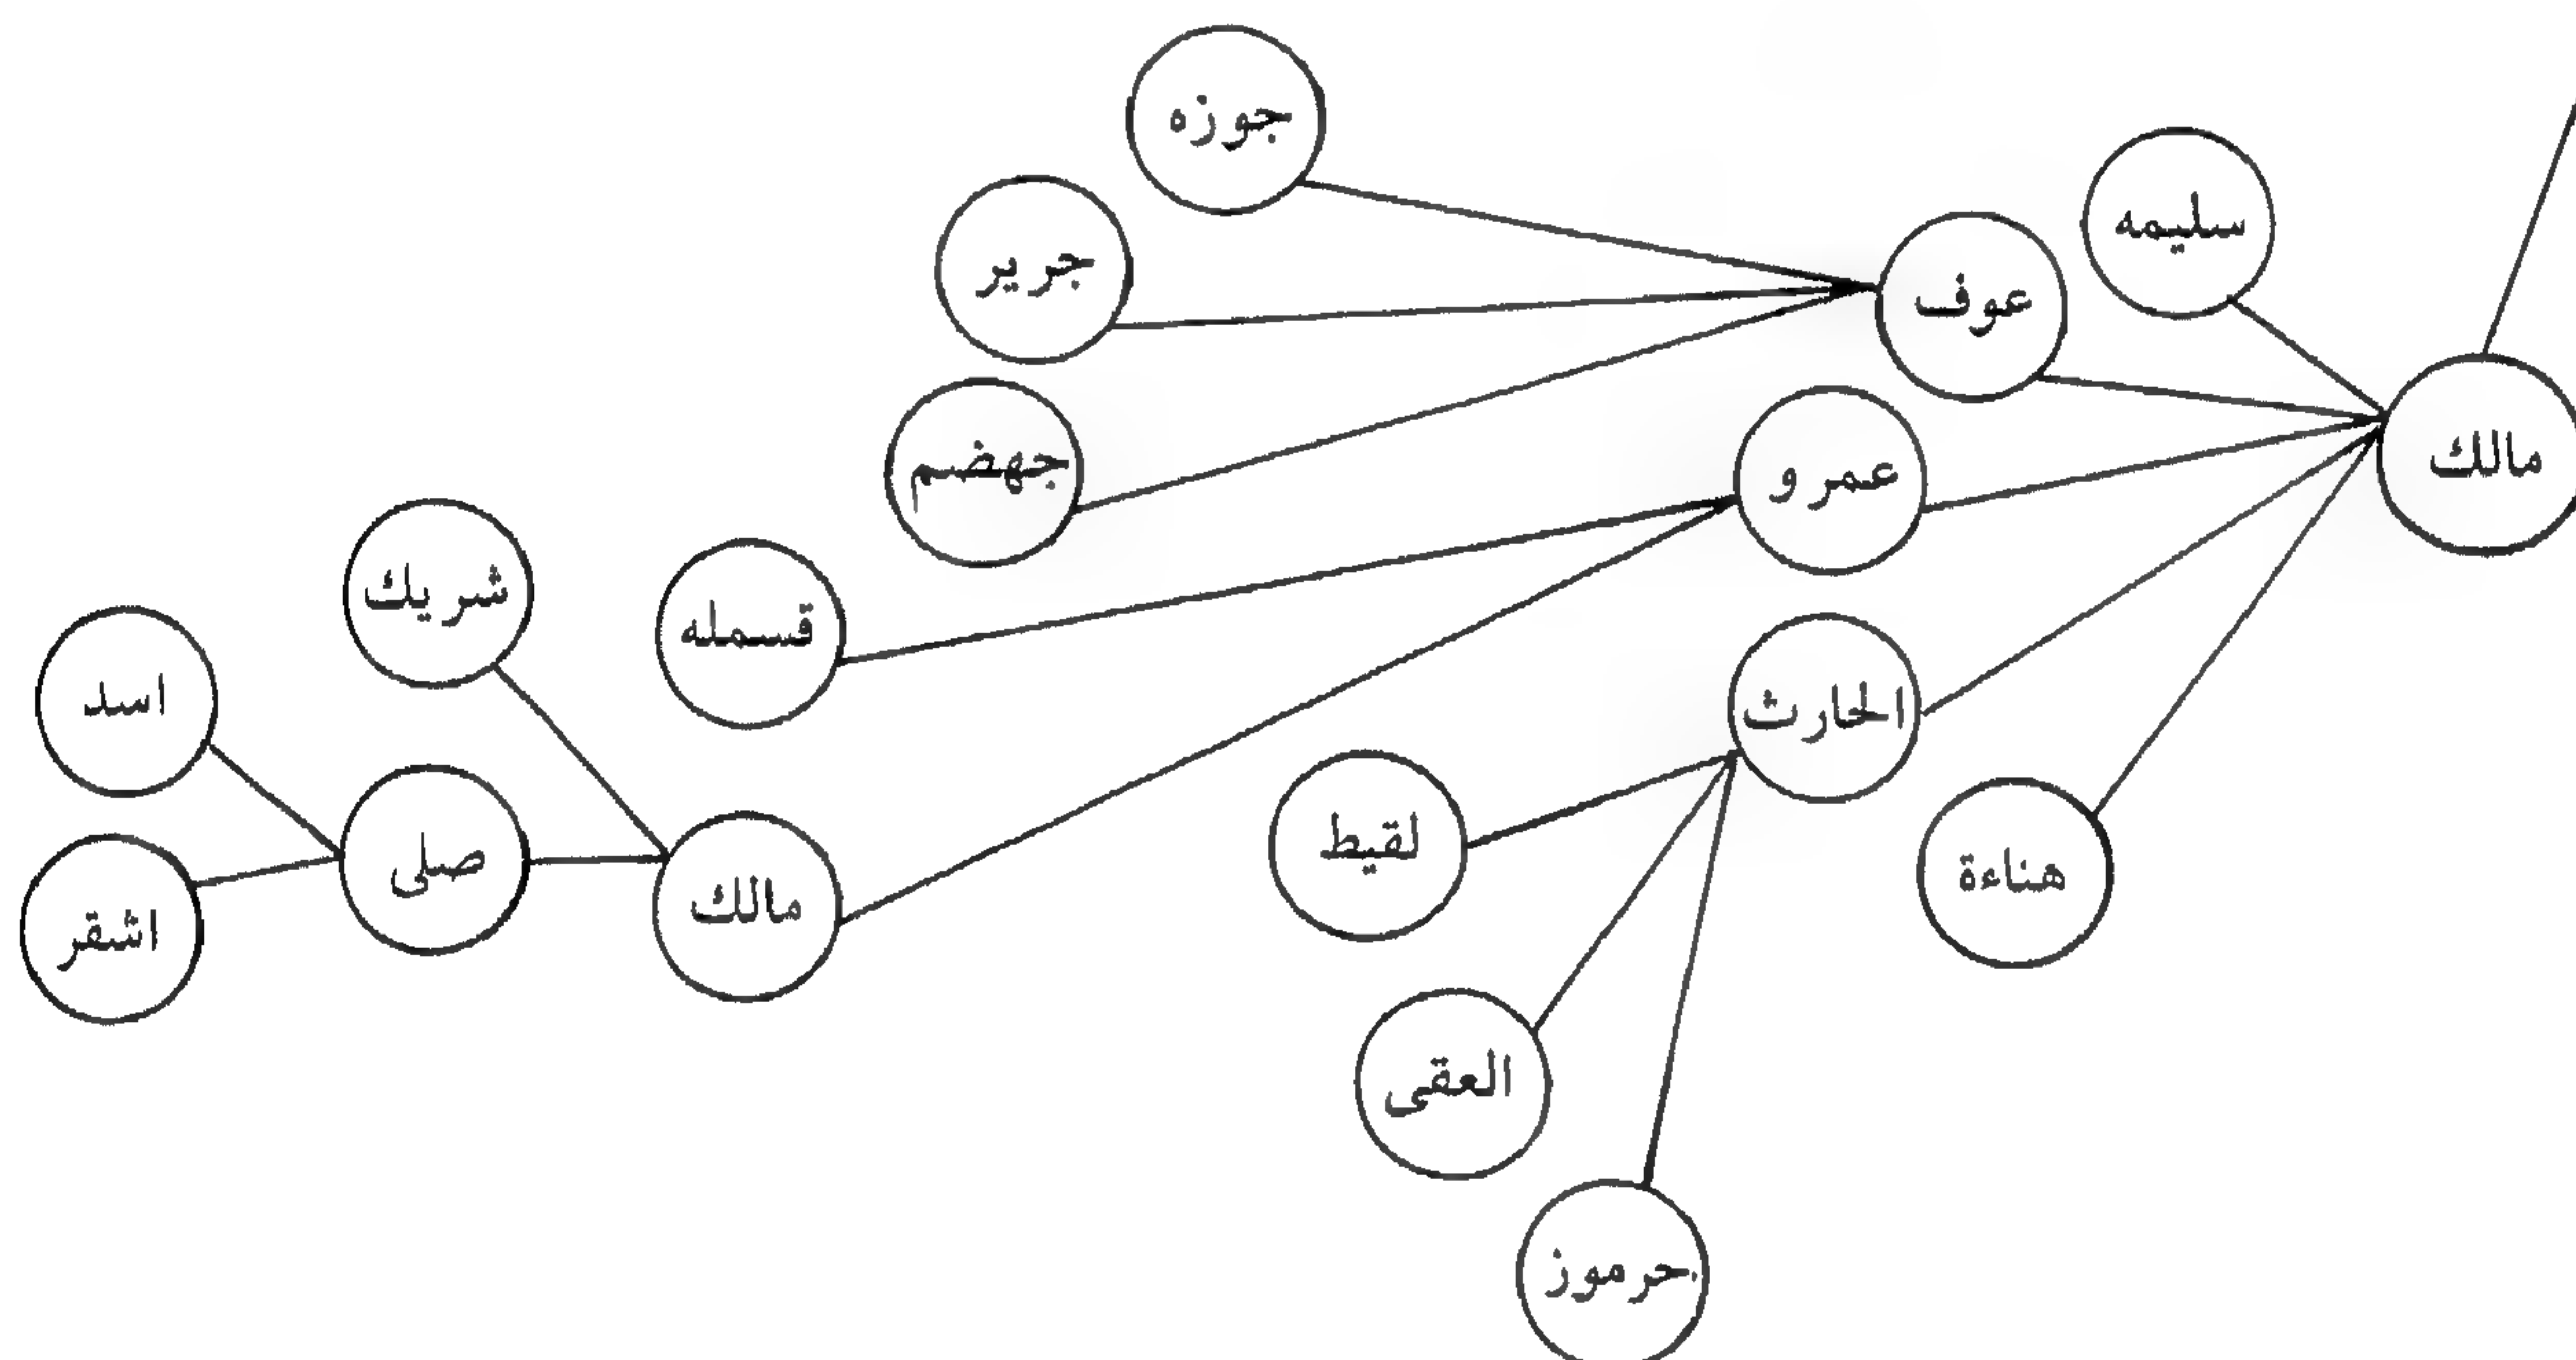 جوزه
سليمه
جرير
عوف
مالك
جهضم
عمرو
شريك
قسمله
اسد
الحارث
لقيط
هناءة
صلى
مالك
اشقر
العقى
حرموز